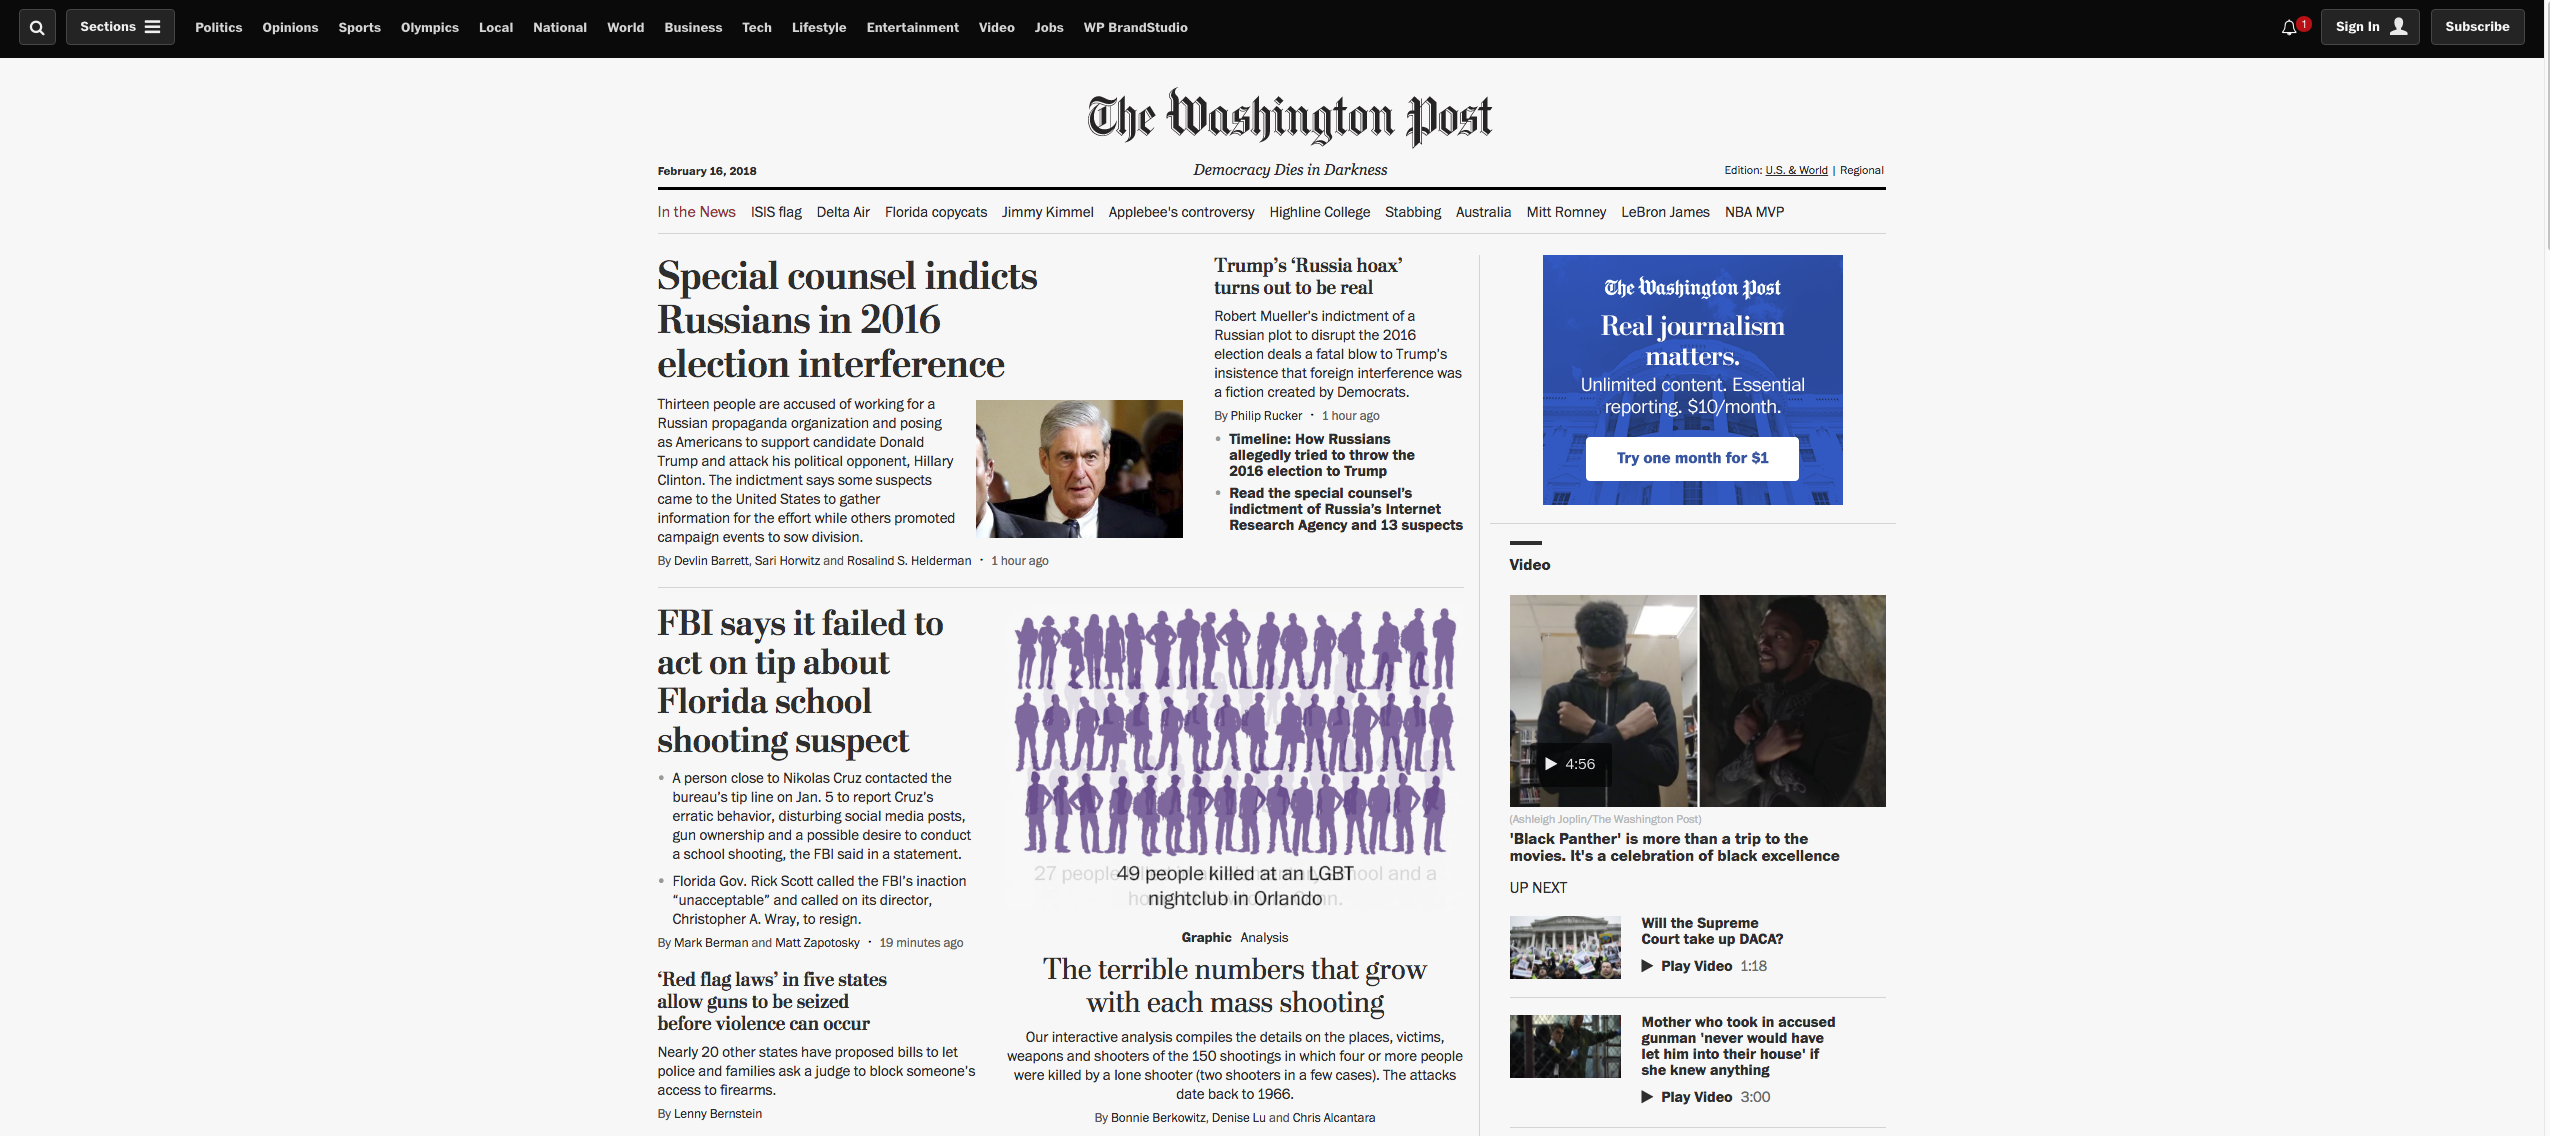 Sections
Politics Opinions Sports Olympics Local National World Business Tech Lifestyle Entertainment Video Jobs WP BrandStudio
1
Sign In
Subscribe
The Washington Post
February 16, 2018
Democracy Dies in Darkness
Edition: U.S. & World | Regional
In the News ISIS flag Delta Air Florida copycats Jimmy Kimmel Applebee's controversy Highline College Stabbing Australia Mitt Romney LeBron James NBA MVP
Special counsel indicts
Russians in 2016
election interference
Thirteen people are accused of working for a
Russian propaganda organization and posing
as Americans to support candidate Donald
Trump and attack his political opponent, Hillary
Clinton. The indictment says some suspects
came to the United States to gather
information for the effort while others promoted
campaign events to sow division.
By Devlin Barrett, Sari Horwitz and Rosalind S. Helderman • 1 hour ago
Trump's ‘Russia hoax’
turns out to be real
Robert Mueller's indictment of a
Russian plot to disrupt the 2016
election deals a fatal blow to Trump's
insistence that foreign interference was
a fiction created by Democrats.
By Philip Rucker • 1 hour ago
• Timeline: How Russians
allegedly tried to throw the
2016 election to Trump
• Read the special counsel's
indictment of Russia's Internet
Research Agency and 13 suspects
FBI says it failed to
act on tip about
Florida school
shooting suspect
• A person close to Nikolas Cruz contacted the
bureau's tip line on Jan. 5 to report Cruz's
erratic behavior, disturbing social media posts,
gun ownership and a possible desire to conduct
a school shooting, the FBI said in a statement.
• Florida Gov. Rick Scott called the FBI's inaction
“unacceptable” and called on its director,
Christopher A. Wray, to resign.
By Mark Berman and Matt Zapotosky • 19 minutes ago
‘Red flag laws’ in five states
allow guns to be seized
before violence can occur
Nearly 20 other states have proposed bills to let
police and families ask a judge to block someone's
access to firearms.
By Lenny Bernstein
49 people killed at an LGBT
nightclub in Orlando
Graphic Analysis
The terrible numbers that grow
with each mass shooting
Our interactive analysis compiles the details on the places, victims,
weapons and shooters of the 150 shootings in which four or more people
were killed by a lone shooter (two shooters in a few cases). The attacks
date back to 1966.
By Bonnie Berkowitz, Denise Lu and Chris Alcantara
The Washington Post
Real journalism
matters.
Unlimited content. Essential
reporting. $10/month.
Try one month for $1
Video
4:56
(Ashleigh Joplin/The Washington Post)
'Black Panther' is more than a trip to the
movies. It's a celebration of black excellence
UP NEXT
Will the Supreme
Court take up DACA?
Play Video 1:18
Mother who took in accused
gunman 'never would have
let him into their house' if
she knew anything
Play Video 3:00